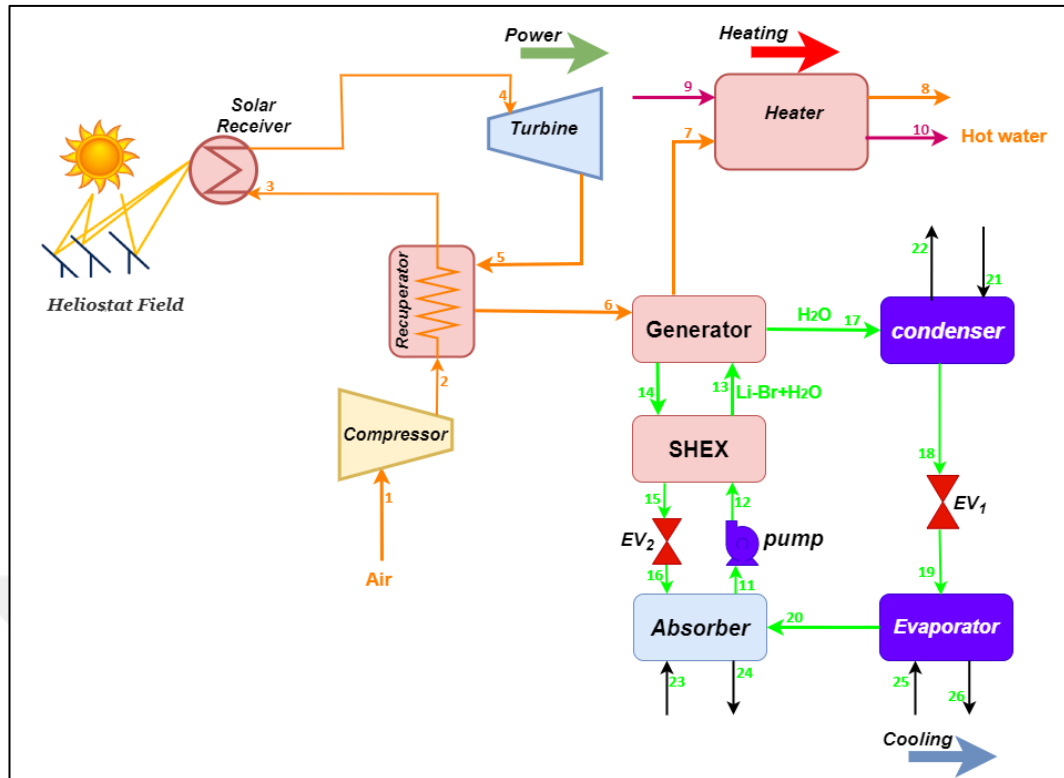 Power
Heating
4
9
8
Solar
Receiver
Turbine
Heater
7
10
Hot water
3
5
22
21
Heliostat Field
Recuperator
6
Generator
H2O
17
condenser
2
14
13
Li-Br+H2O
Compressor
SHEX
18
15
12
EV1
1
EV2
pump
16
11
19
Air
Absorber
20
Evaporator
23
24
25
26
Cooling